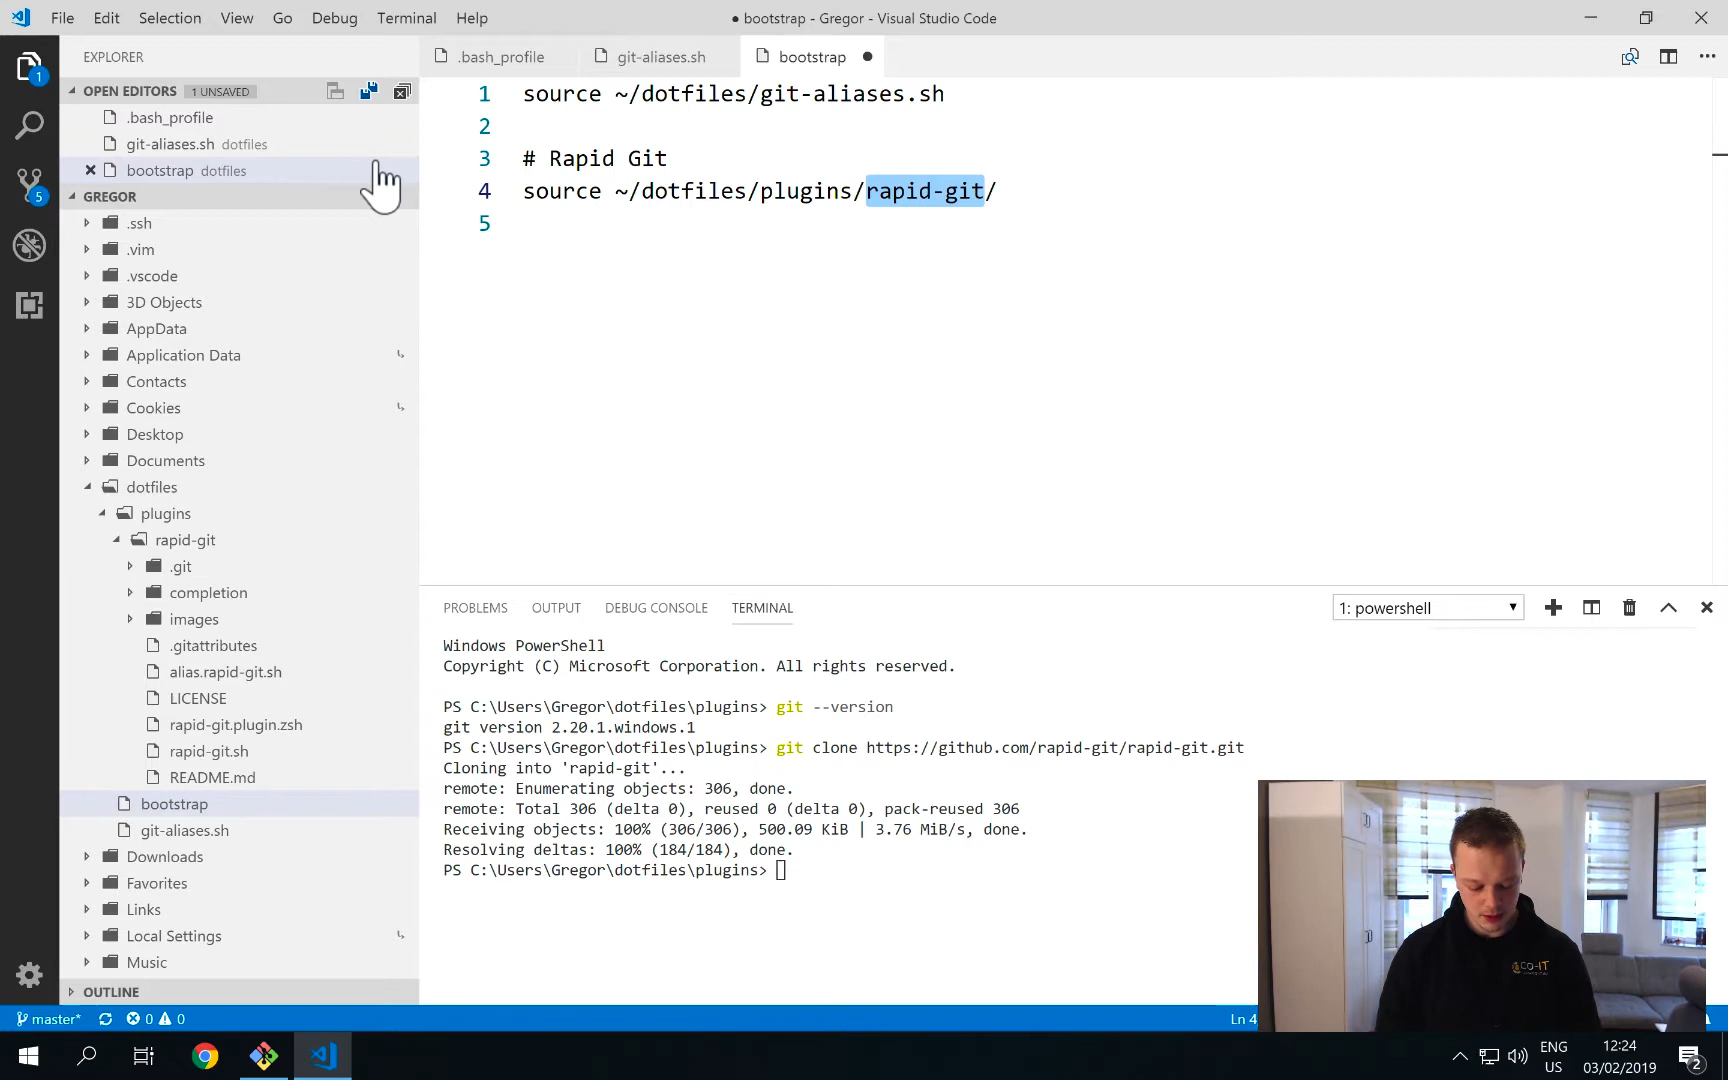 File Edit Selection View Go Debug Terminal Help
● bootstrap - Gregor - Visual Studio Code
EXPLORER
.bash_profile
git-aliases.sh
bootstrap
OPEN EDITORS 1 UNSAVED
.bash_profile
git-aliases.sh dotfiles
bootstrap dotfiles
GREGOR
.ssh
.vim
.vscode
3D Objects
AppData
Application Data
Contacts
Cookies
Desktop
Documents
dotfiles
plugins
rapid-git
.git
completion
images
.gitattributes
alias.rapid-git.sh
LICENSE
rapid-git.plugin.zsh
rapid-git.sh
README.md
bootstrap
git-aliases.sh
Downloads
Favorites
Links
Local Settings
Music
OUTLINE
1 source ~/dotfiles/git-aliases.sh
2
3 # Rapid Git
4 source ~/dotfiles/plugins/rapid-git/
5
PROBLEMS OUTPUT DEBUG CONSOLE TERMINAL
1: powershell
Windows PowerShell
Copyright (C) Microsoft Corporation. All rights reserved.
PS C:\Users\Gregor\dotfiles\plugins> git --version
git version 2.20.1.windows.1
PS C:\Users\Gregor\dotfiles\plugins> git clone https://github.com/rapid-git/rapid-git.git
Cloning into 'rapid-git'...
remote: Enumerating objects: 306, done.
remote: Total 306 (delta 0), reused 0 (delta 0), pack-reused 306
Receiving objects: 100% (306/306), 500.09 KiB | 3.76 MiB/s, done.
Resolving deltas: 100% (184/184), done.
PS C:\Users\Gregor\dotfiles\plugins>
1
5
CO-IT
master* 0 0
Ln 4
ENG
US
12:24
03/02/2019
2